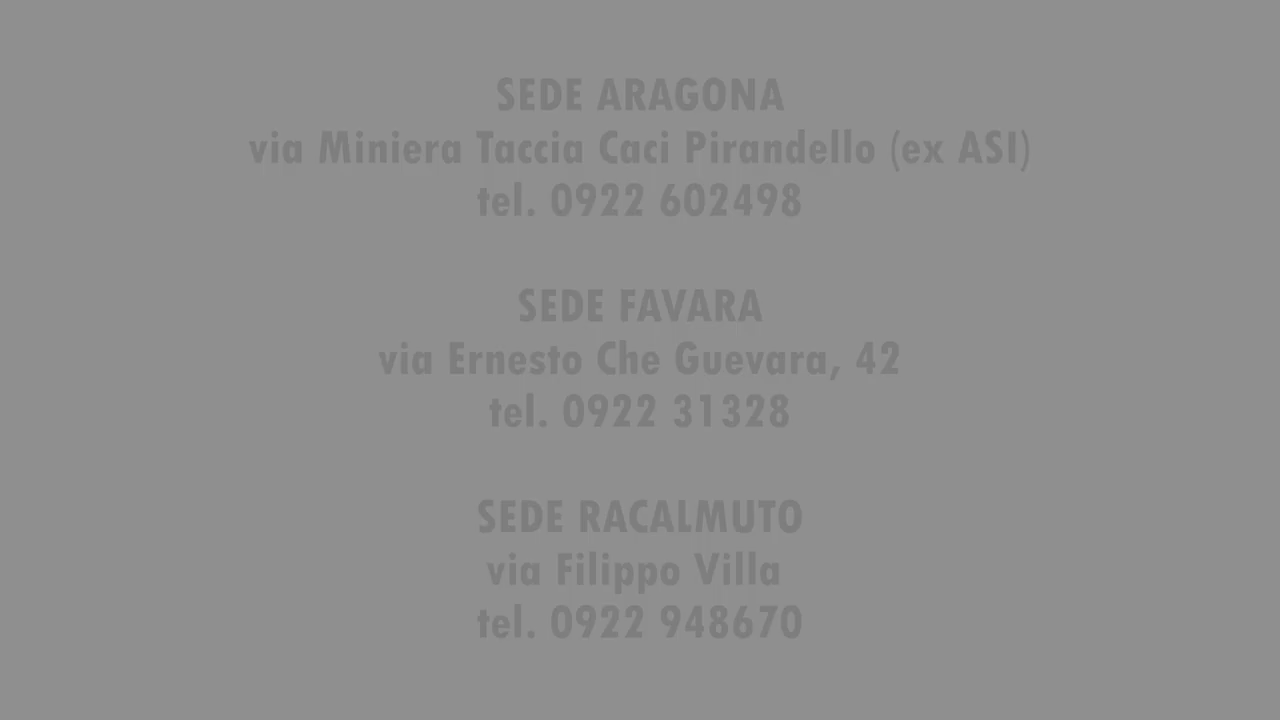 SEDE ARAGONA
via Miniera Taccia Caci Pirandello (ex ASI)
tel. 0922 602498
SEDE FAVARA
via Ernesto Che Guevara, 42
tel. 0922 31328
SEDE RACALMUTO
via Filippo Villa
tel. 0922 948670